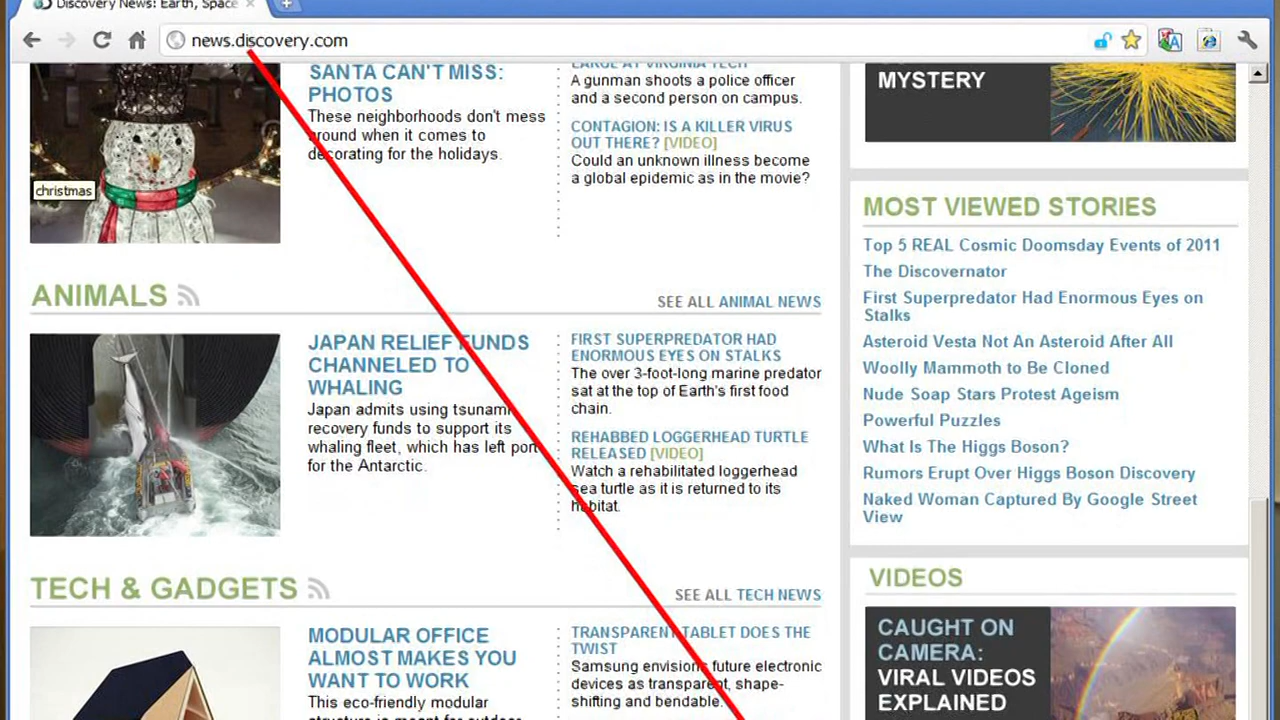 Discovery News: Earth, Space
news.discovery.com
SANTA CAN'T MISS:
PHOTOS
These neighborhoods don't mess
around when it comes to
decorating for the holidays.
christmas
LARGE AT VIRGINIA TECH
A gunman shoots a police officer
and a second person on campus.
CONTAGION: IS A KILLER VIRUS
OUT THERE? [VIDEO]
Could an unknown illness become
a global epidemic as in the movie?
ANIMALS
SEE ALL ANIMAL NEWS
JAPAN RELIEF FUNDS
CHANNELED TO
WHALING
Japan admits using tsunami
recovery funds to support its
whaling fleet, which has left port
for the Antarctic.
FIRST SUPERPREDATOR HAD
ENORMOUS EYES ON STALKS
The over 3-foot-long marine predator
sat at the top of Earth's first food
chain.
REHABBED LOGGERHEAD TURTLE
RELEASED [VIDEO]
Watch a rehabilitated loggerhead
sea turtle as it is returned to its
habitat.
TECH & GADGETS
SEE ALL TECH NEWS
MODULAR OFFICE
ALMOST MAKES YOU
WANT TO WORK
This eco-friendly modular
structure is meant for outdoor
TRANSPARENT TABLET DOES THE
TWIST
Samsung envisions future electronic
devices as transparent, shape-
shifting and bendable.
MYSTERY
MOST VIEWED STORIES
Top 5 REAL Cosmic Doomsday Events of 2011
The Discovernator
First Superpredator Had Enormous Eyes on
Stalks
Asteroid Vesta Not An Asteroid After All
Woolly Mammoth to Be Cloned
Nude Soap Stars Protest Ageism
Powerful Puzzles
What Is The Higgs Boson?
Rumors Erupt Over Higgs Boson Discovery
Naked Woman Captured By Google Street
View
VIDEOS
CAUGHT ON
CAMERA:
VIRAL VIDEOS
EXPLAINED